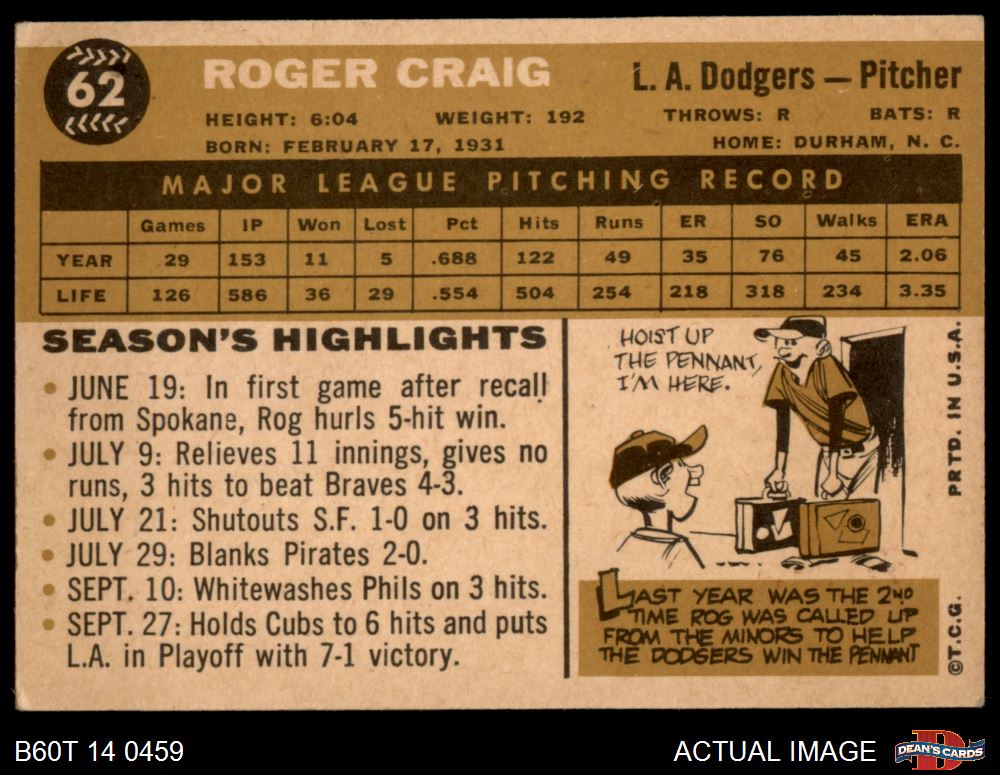 62
ROGER CRAIG
L. A. Dodgers — Pitcher
HEIGHT: 6:04 WEIGHT: 192 THROWS: R BATS: R
BORN: FEBRUARY 17, 1931 HOME: DURHAM, N. C.
MAJOR LEAGUE PITCHING RECORD
Games IP Won Lost Pct Hits Runs ER SO Walks ERA
YEAR 29 153 11 5 .688 122 49 35 76 45 2.06
LIFE 126 586 36 29 .554 504 254 218 318 234 3.35
SEASON'S HIGHLIGHTS
• JUNE 19: In first game after recall
from Spokane, Rog hurls 5-hit win.
• JULY 9: Relieves 11 innings, gives no
runs, 3 hits to beat Braves 4-3.
• JULY 21: Shutouts S.F. 1-0 on 3 hits.
• JULY 29: Blanks Pirates 2-0.
• SEPT. 10: Whitewashes Phils on 3 hits.
• SEPT. 27: Holds Cubs to 6 hits and puts
L.A. in Playoff with 7-1 victory.
HOIST UP
THE PENNANT,
I'M HERE.
LAST YEAR WAS THE 2ND
TIME ROG WAS CALLED UP
FROM THE MINORS TO HELP
THE DODGERS WIN THE PENNANT
©T.C.G. PRTD. IN U.S.A.
B60T 14 0459
ACTUAL IMAGE
DEAN'S CARDS